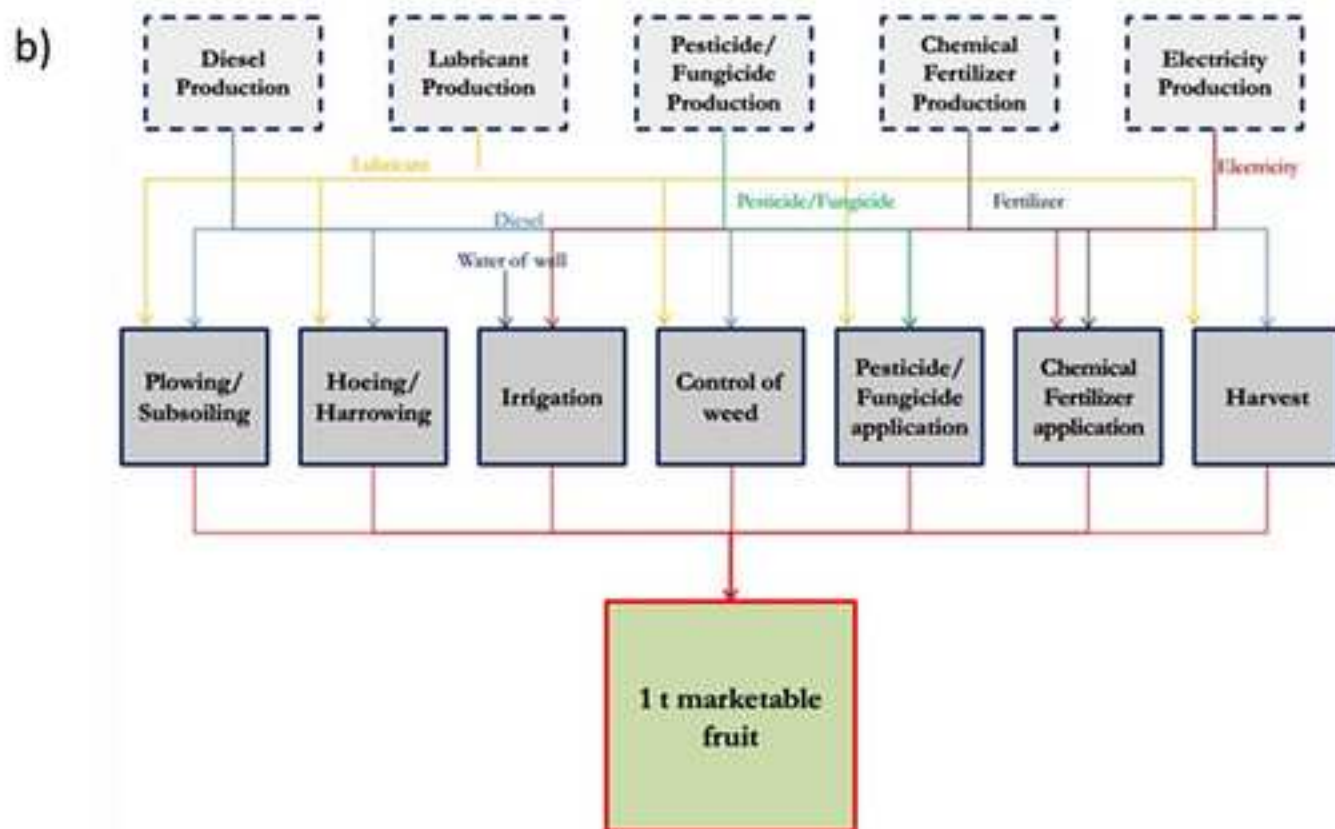 b)
Diesel
Production
Lubricant
Production
Pesticide/
Fungicide
Production
Chemical
Fertilizer
Production
Electricity
Production
Lubricant
Electricity
Pesticide/Fungicide
Fertilizer
Diesel
Water of well
Plowing/
Subsoiling
Hoeing/
Harrowing
Irrigation
Control of
weed
Pesticide/
Fungicide
application
Chemical
Fertilizer
application
Harvest
1 t marketable
fruit